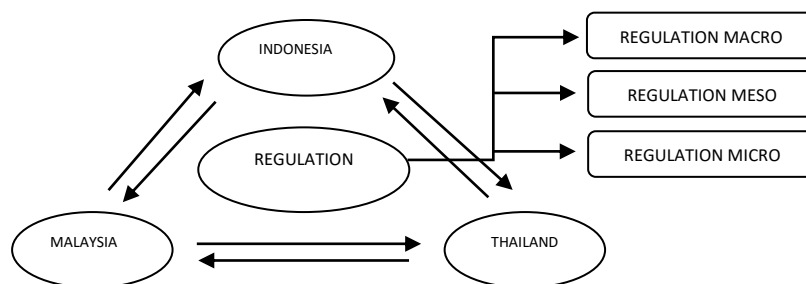 INDONESIA
REGULATION MACRO
REGULATION MESO
REGULATION
REGULATION MICRO
MALAYSIA
THAILAND